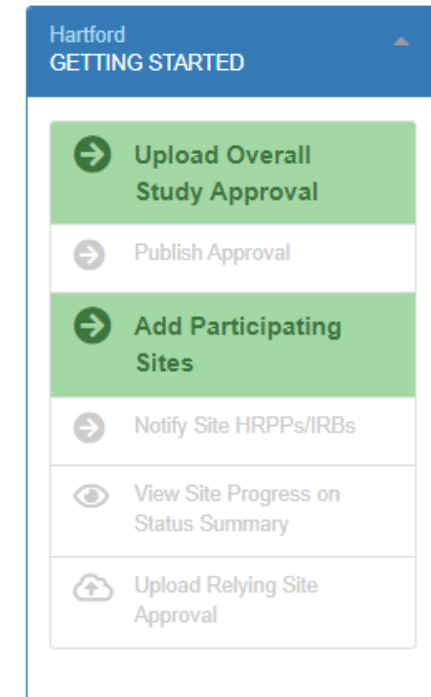 Hartford
GETTING STARTED
Upload Overall
Study Approval
Publish Approval
Add Participating
Sites
Notify Site HRPPs/IRBs
View Site Progress on
Status Summary
Upload Relying Site
Approval